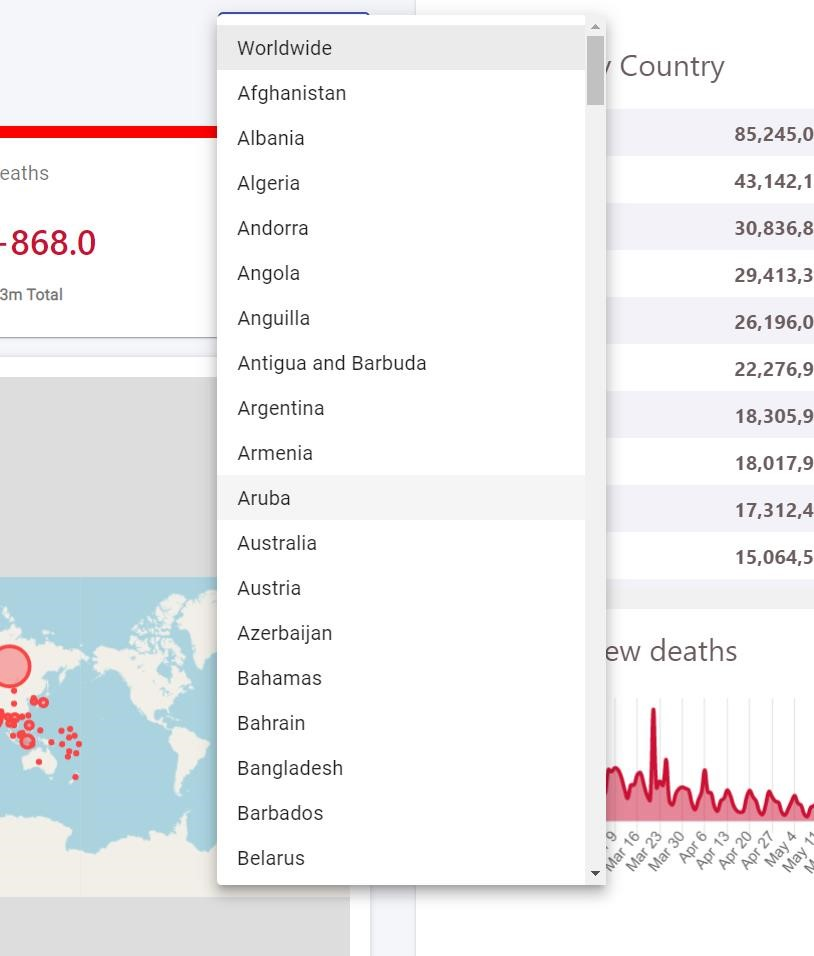 Worldwide
Afghanistan
Albania
Algeria
Andorra
Angola
Anguilla
Antigua and Barbuda
Argentina
Armenia
Aruba
Australia
Austria
Azerbaijan
Bahamas
Bahrain
Bangladesh
Barbados
Belarus
eaths
-868.0
3m Total
y Country
85,245,0
43,142,1
30,836,8
29,413,3
26,196,0
22,276,9
18,305,9
18,017,9
17,312,4
15,064,5
ew deaths
9
Mar 16
Mar 23
Mar 30
Apr 6
Apr 13
Apr 20
Apr 27
May 4
May 11